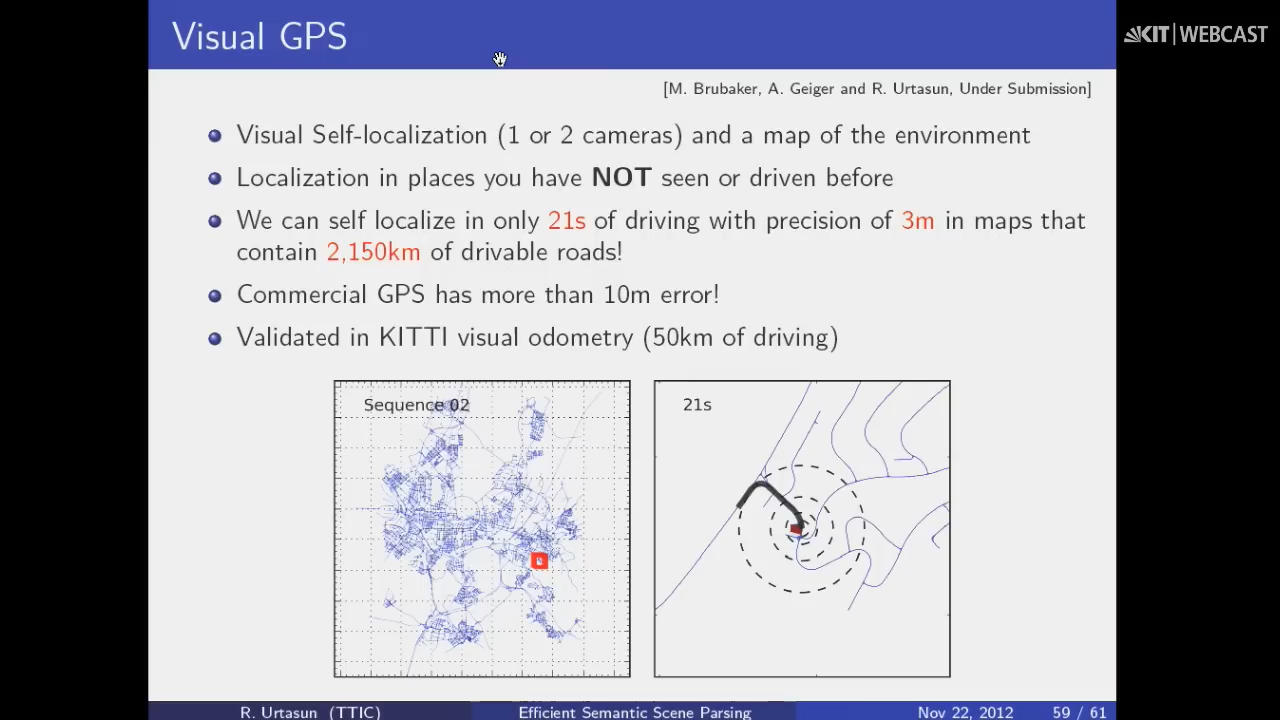 Visual GPS
KIT WEBCAST
[M. Brubaker, A. Geiger and R. Urtasun, Under Submission]
Visual Self-localization (1 or 2 cameras) and a map of the environment
Localization in places you have NOT seen or driven before
We can self localize in only 21s of driving with precision of 3m in maps that
contain 2,150km of drivable roads!
Commercial GPS has more than 10m error!
Validated in KITTI visual odometry (50km of driving)
Sequence 02
21s
R. Urtasun (TTIC)
Efficient Semantic Scene Parsing
Nov 22, 2012
59 / 61